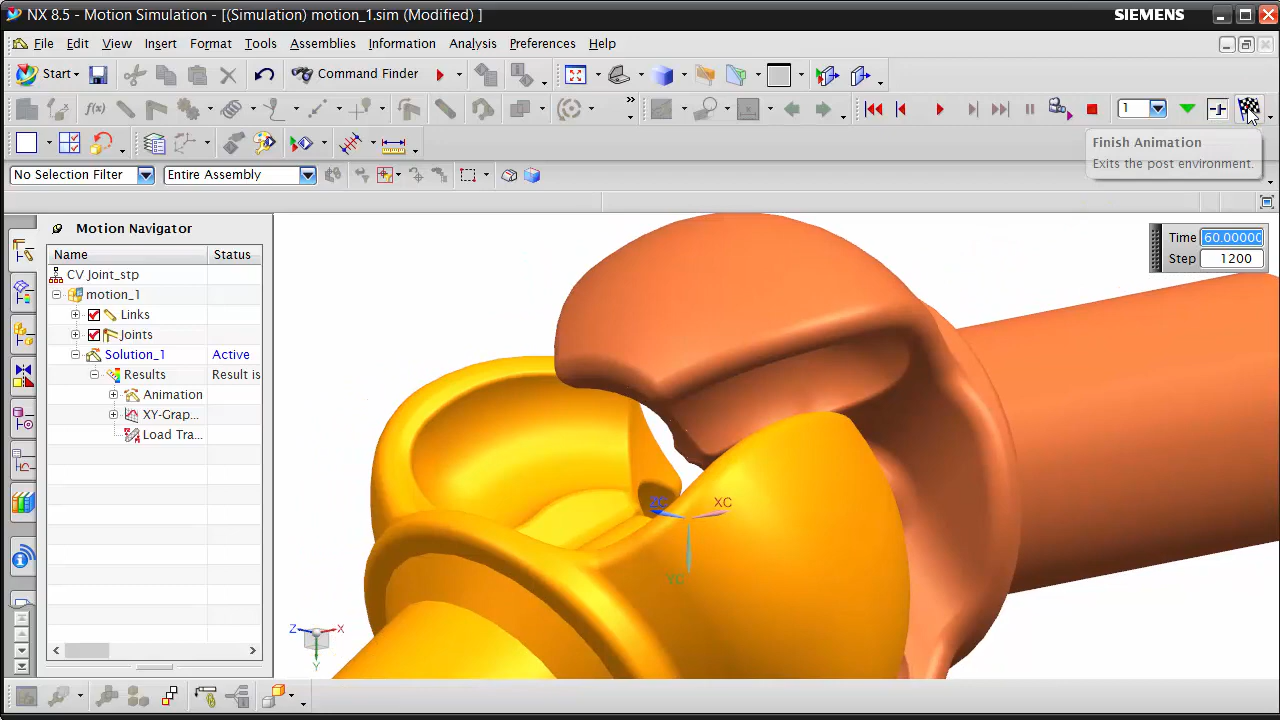 NX 8.5 - Motion Simulation - [(Simulation) motion_1.sim (Modified) ]
SIEMENS
File Edit View Insert Format Tools Assemblies Information Analysis Preferences Help
Start
Command Finder
f(x)
1
Finish Animation
Exits the post environment.
No Selection Filter
Entire Assembly
Motion Navigator
Name Status
CV Joint_stp
motion_1
Links
Joints
Solution_1 Active
Results Result is
Animation
XY-Grap...
Load Tra...
Time 60.00000
Step 1200
ZC
XC
YC
Z
X
Y